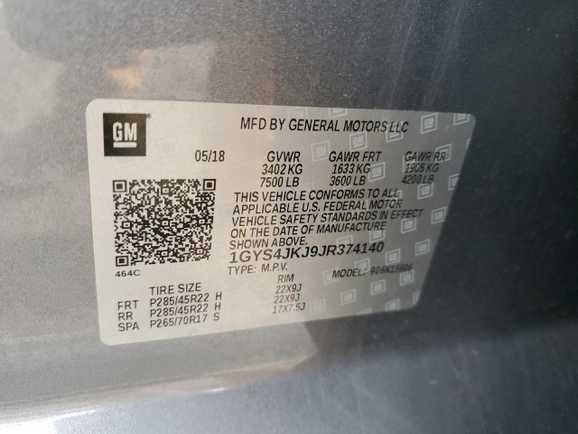 GM
MFD BY GENERAL MOTORS LLC
05/18 GVWR GAWR FRT GAWR RR
3402 KG 1633 KG 1905 KG
7500 LB 3600 LB 4200 LB
THIS VEHICLE CONFORMS TO ALL
APPLICABLE U.S. FEDERAL MOTOR
VEHICLE SAFETY STANDARDS IN EFFECT
ON THE DATE OF MANUFACTURE
SHOWN ABOVE.
464C
1GYS4JKJ9JR374140
TYPE: M.P.V. MODEL:
TIRE SIZE RIM
FRT P285/45R22 H 22X9J
RR P285/45R22 H 22X9J
SPA P265/70R17 S 17X7.5J